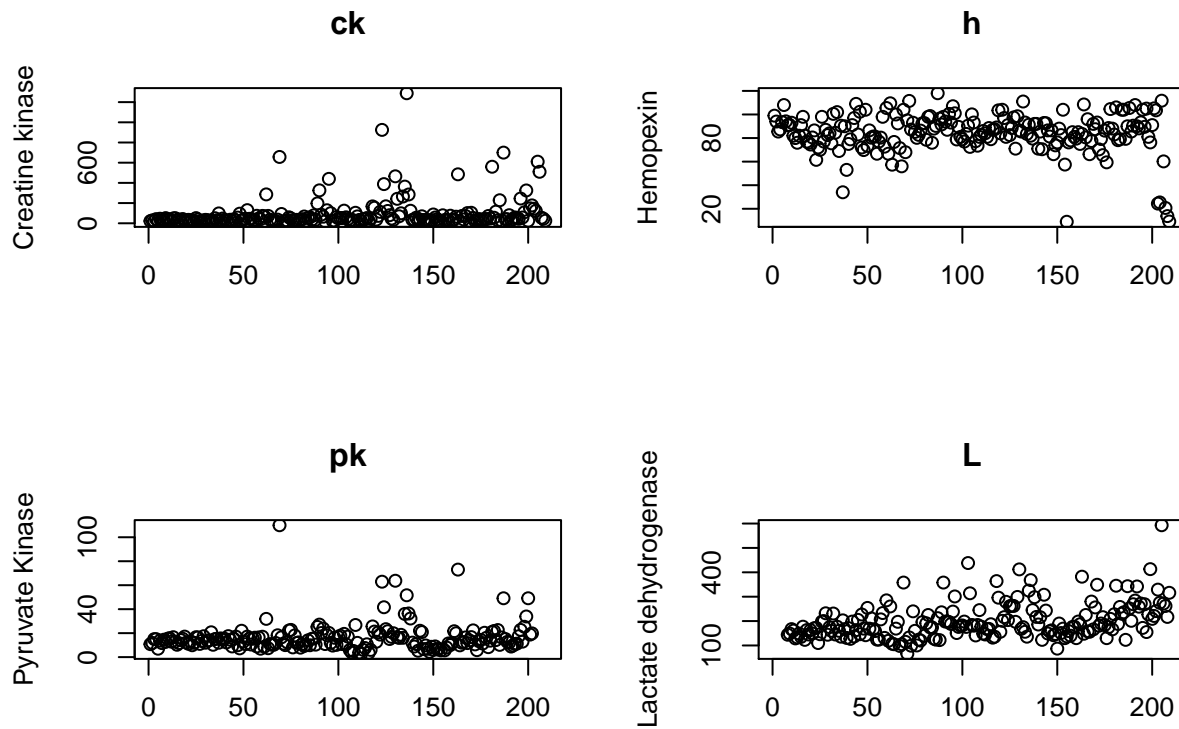 ck
Creatine kinase
600
0
0 50 100 150 200
h
Hemopexin
80
20
0 50 100 150 200
pk
Pyruvate Kinase
100
40
0
0 50 100 150 200
L
Lactate dehydrogenase
400
100
0 50 100 150 200